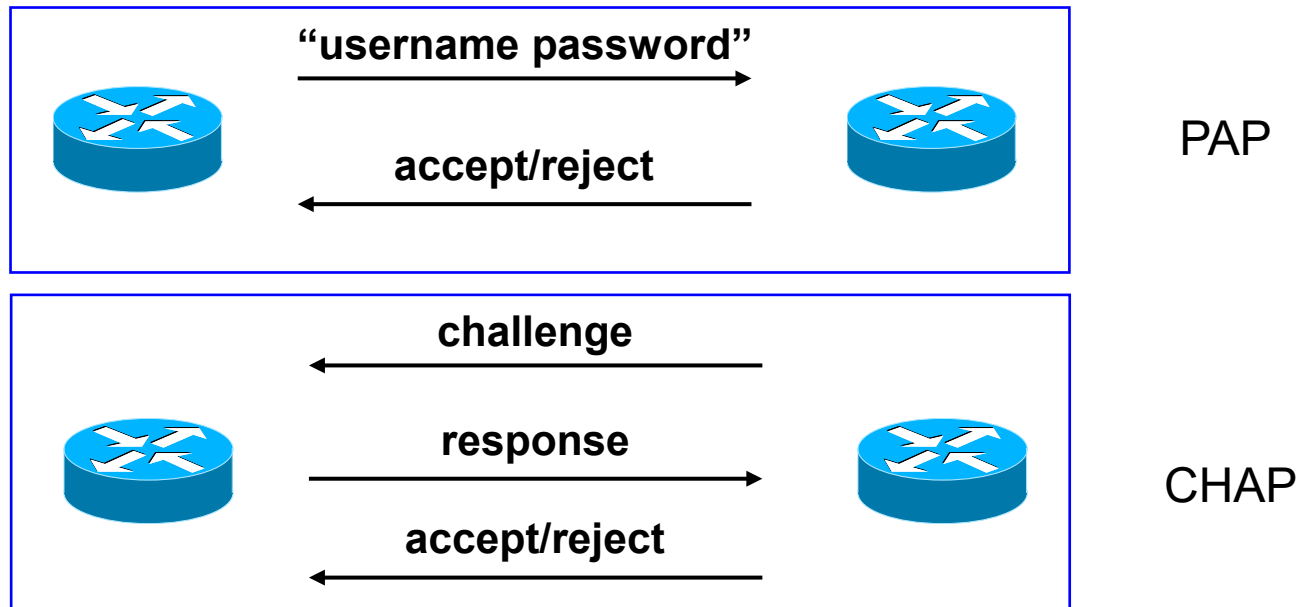 “username password”
accept/reject
PAP
challenge
response
accept/reject
CHAP